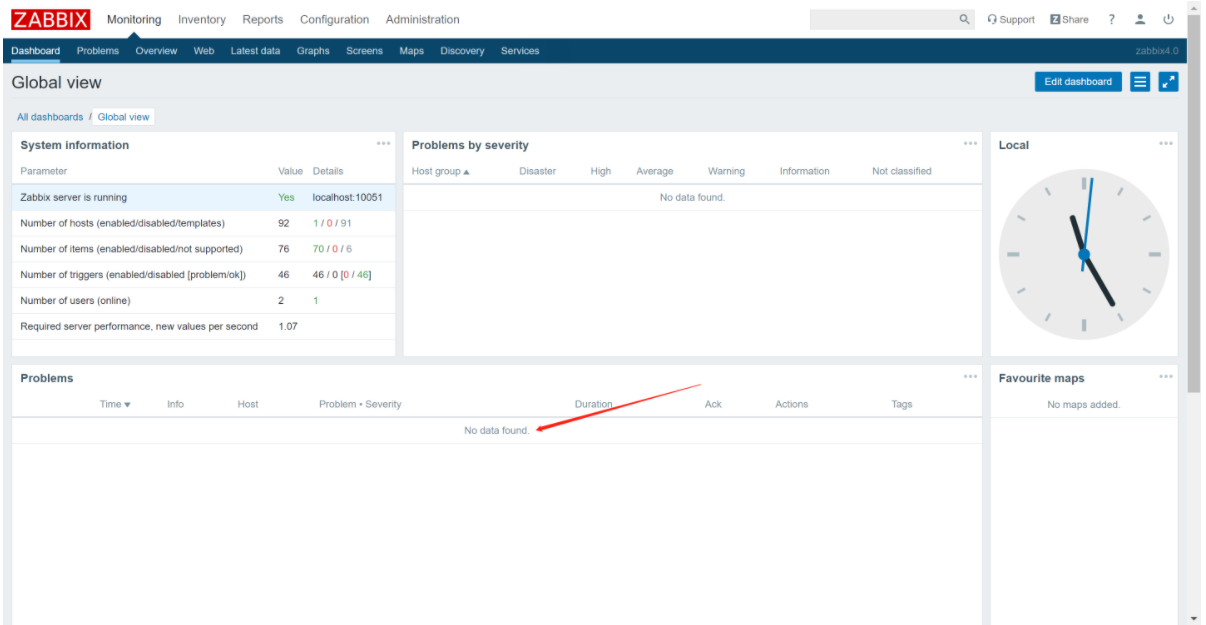 ZABBIX Monitoring Inventory Reports Configuration Administration Support Z Share ?
Dashboard Problems Overview Web Latest data Graphs Screens Maps Discovery Services zabbix4.0
Global view Edit dashboard
All dashboards / Global view
System information
Parameter Value Details
Zabbix server is running Yes localhost:10051
Number of hosts (enabled/disabled/templates) 92 1 / 0 / 91
Number of items (enabled/disabled/not supported) 76 70 / 0 / 6
Number of triggers (enabled/disabled [problem/ok]) 46 46 / 0 [0 / 46]
Number of users (online) 2 1
Required server performance, new values per second 1.07
Problems by severity
Host group ▲ Disaster High Average Warning Information Not classified
No data found.
Local
Problems
Time ▼ Info Host Problem • Severity Duration Ack Actions Tags
No data found.
Favourite maps
No maps added.